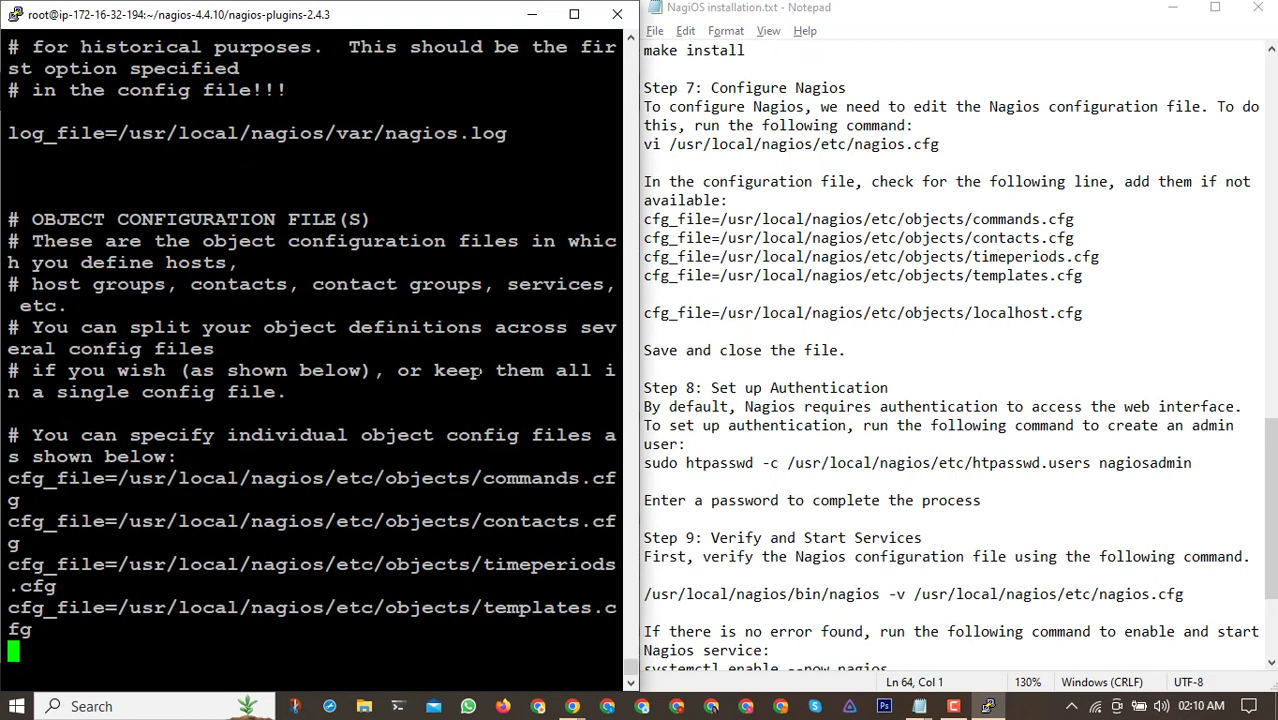 root@ip-172-16-32-194:~/nagios-4.4.10/nagios-plugins-2.4.3
# for historical purposes.  This should be the fir
st option specified
# in the config file!!!
log_file=/usr/local/nagios/var/nagios.log
# OBJECT CONFIGURATION FILE(S)
# These are the object configuration files in whic
h you define hosts,
# host groups, contacts, contact groups, services,
 etc.
# You can split your object definitions across sev
eral config files
# if you wish (as shown below), or keep them all i
n a single config file.
# You can specify individual object config files a
s shown below:
cfg_file=/usr/local/nagios/etc/objects/commands.cf
g
cfg_file=/usr/local/nagios/etc/objects/contacts.cf
g
cfg_file=/usr/local/nagios/etc/objects/timeperiods
.cfg
cfg_file=/usr/local/nagios/etc/objects/templates.c
fg
NagiOS installation.txt - Notepad
File Edit Format View Help
make install
Step 7: Configure Nagios
To configure Nagios, we need to edit the Nagios configuration file. To do
this, run the following command:
vi /usr/local/nagios/etc/nagios.cfg
In the configuration file, check for the following line, add them if not
available:
cfg_file=/usr/local/nagios/etc/objects/commands.cfg
cfg_file=/usr/local/nagios/etc/objects/contacts.cfg
cfg_file=/usr/local/nagios/etc/objects/timeperiods.cfg
cfg_file=/usr/local/nagios/etc/objects/templates.cfg
cfg_file=/usr/local/nagios/etc/objects/localhost.cfg
Save and close the file.
Step 8: Set up Authentication
By default, Nagios requires authentication to access the web interface.
To set up authentication, run the following command to create an admin
user:
sudo htpasswd -c /usr/local/nagios/etc/htpasswd.users nagiosadmin
Enter a password to complete the process
Step 9: Verify and Start Services
First, verify the Nagios configuration file using the following command.
/usr/local/nagios/bin/nagios -v /usr/local/nagios/etc/nagios.cfg
If there is no error found, run the following command to enable and start
Nagios service:
systemctl enable --now nagios
Ln 64, Col 1 130% Windows (CRLF) UTF-8
Search
02:10 AM